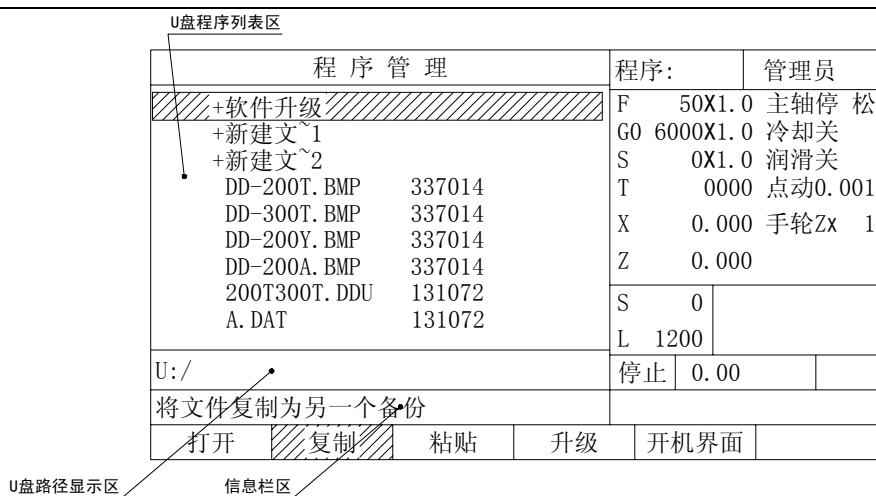 U盘程序列表区
程 序 管 理
程序: 管理员
+软件升级
+新建文~1
+新建文~2
DD-200T.BMP 337014
DD-300T.BMP 337014
DD-200Y.BMP 337014
DD-200A.BMP 337014
200T300T.DDU 131072
A.DAT 131072
F 50X1.0 主轴停 松
G0 6000X1.0 冷却关
S 0X1.0 润滑关
T 0000 点动0.001
X 0.000 手轮Zx 1
Z 0.000
S 0
L 1200
U:/
停止 0.00
将文件复制为另一个备份
打开 复制 粘贴 升级 开机界面
U盘路径显示区 信息栏区